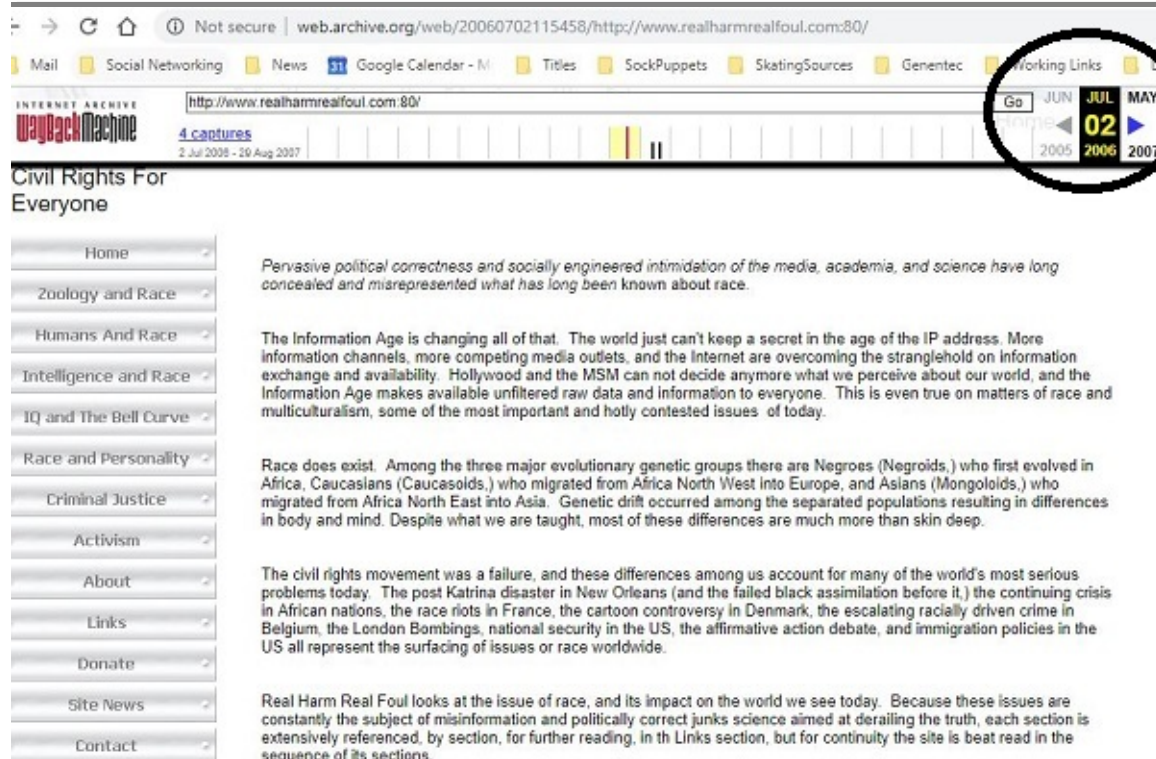 Not secure | web.archive.org/web/20060702115458/http://www.realharmrealfoul.com:80/
Mail Social Networking News 31 Google Calendar - M Titles SockPuppets SkatingSources Genentec Working Links
INTERNET ARCHIVE
WayBackMachine
http://www.realharmrealfoul.com:80/ Go JUN JUL MAY
4 captures 02
2 Jul 2006 - 29 Aug 2007 2005 2006 2007
Home
Civil Rights For
Everyone
Home
Zoology and Race
Humans And Race
Intelligence and Race
IQ and The Bell Curve
Race and Personality
Criminal Justice
Activism
About
Links
Donate
Site News
Contact
Pervasive political correctness and socially engineered intimidation of the media, academia, and science have long
concealed and misrepresented what has long been known about race.
The Information Age is changing all of that. The world just can't keep a secret in the age of the IP address. More
information channels, more competing media outlets, and the Internet are overcoming the stranglehold on information
exchange and availability. Hollywood and the MSM can not decide anymore what we perceive about our world, and the
Information Age makes available unfiltered raw data and information to everyone. This is even true on matters of race and
multiculturalism, some of the most important and hotly contested issues of today.
Race does exist. Among the three major evolutionary genetic groups there are Negroes (Negroids,) who first evolved in
Africa, Caucasians (Caucasoids,) who migrated from Africa North West into Europe, and Asians (Mongoloids,) who
migrated from Africa North East into Asia. Genetic drift occurred among the separated populations resulting in differences
in body and mind. Despite what we are taught, most of these differences are much more than skin deep.
The civil rights movement was a failure, and these differences among us account for many of the world's most serious
problems today. The post Katrina disaster in New Orleans (and the failed black assimilation before it,) the continuing crisis
in African nations, the race riots in France, the cartoon controversy in Denmark, the escalating racially driven crime in
Belgium, the London Bombings, national security in the US, the affirmative action debate, and immigration policies in the
US all represent the surfacing of issues or race worldwide.
Real Harm Real Foul looks at the issue of race, and its impact on the world we see today. Because these issues are
constantly the subject of misinformation and politically correct junks science aimed at derailing the truth, each section is
extensively referenced, by section, for further reading, in th Links section, but for continuity the site is beat read in the
sequence of its sections.